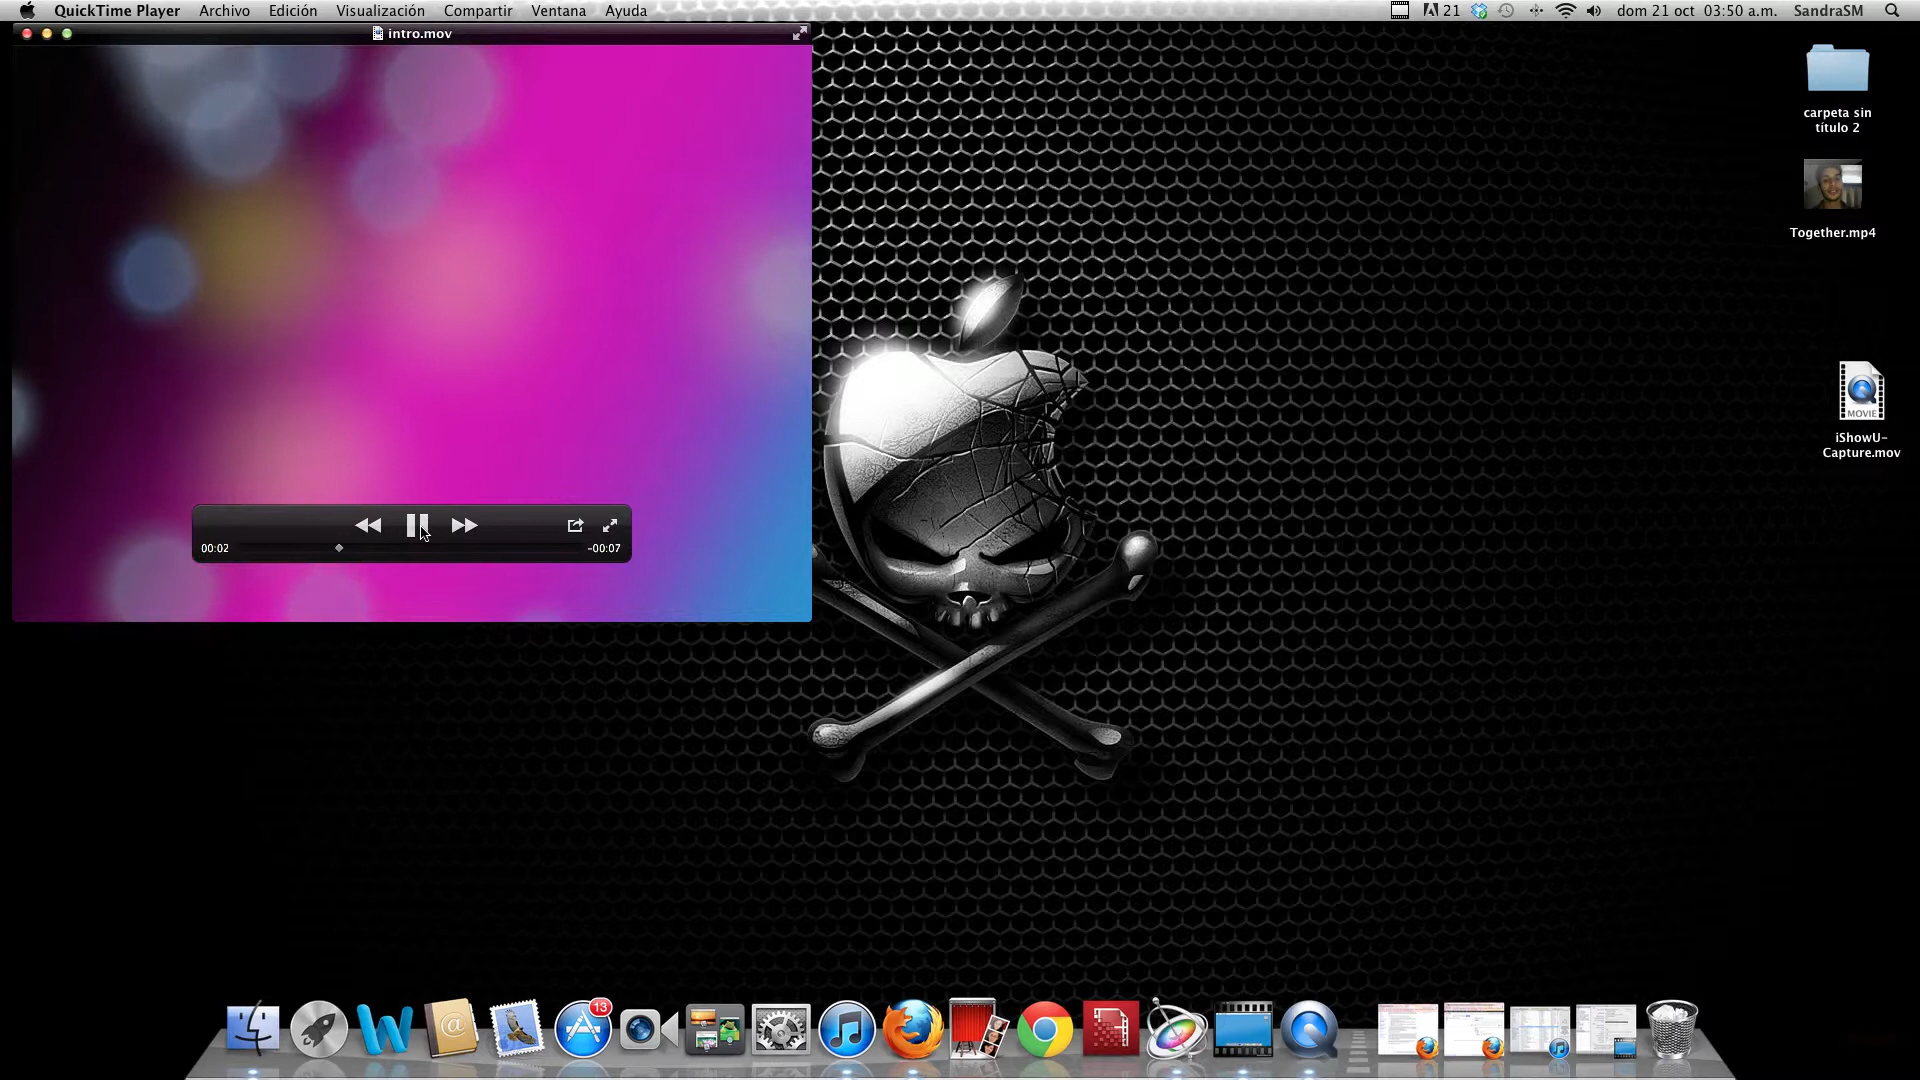 QuickTime Player Archivo Edición Visualización Compartir Ventana Ayuda 21 dom 21 oct 03:50 a.m. SandraSM
intro.mov
carpeta sin
título 2
Together.mp4
MOVIE
iShowU-
Capture.mov
00:02 -00:07
13